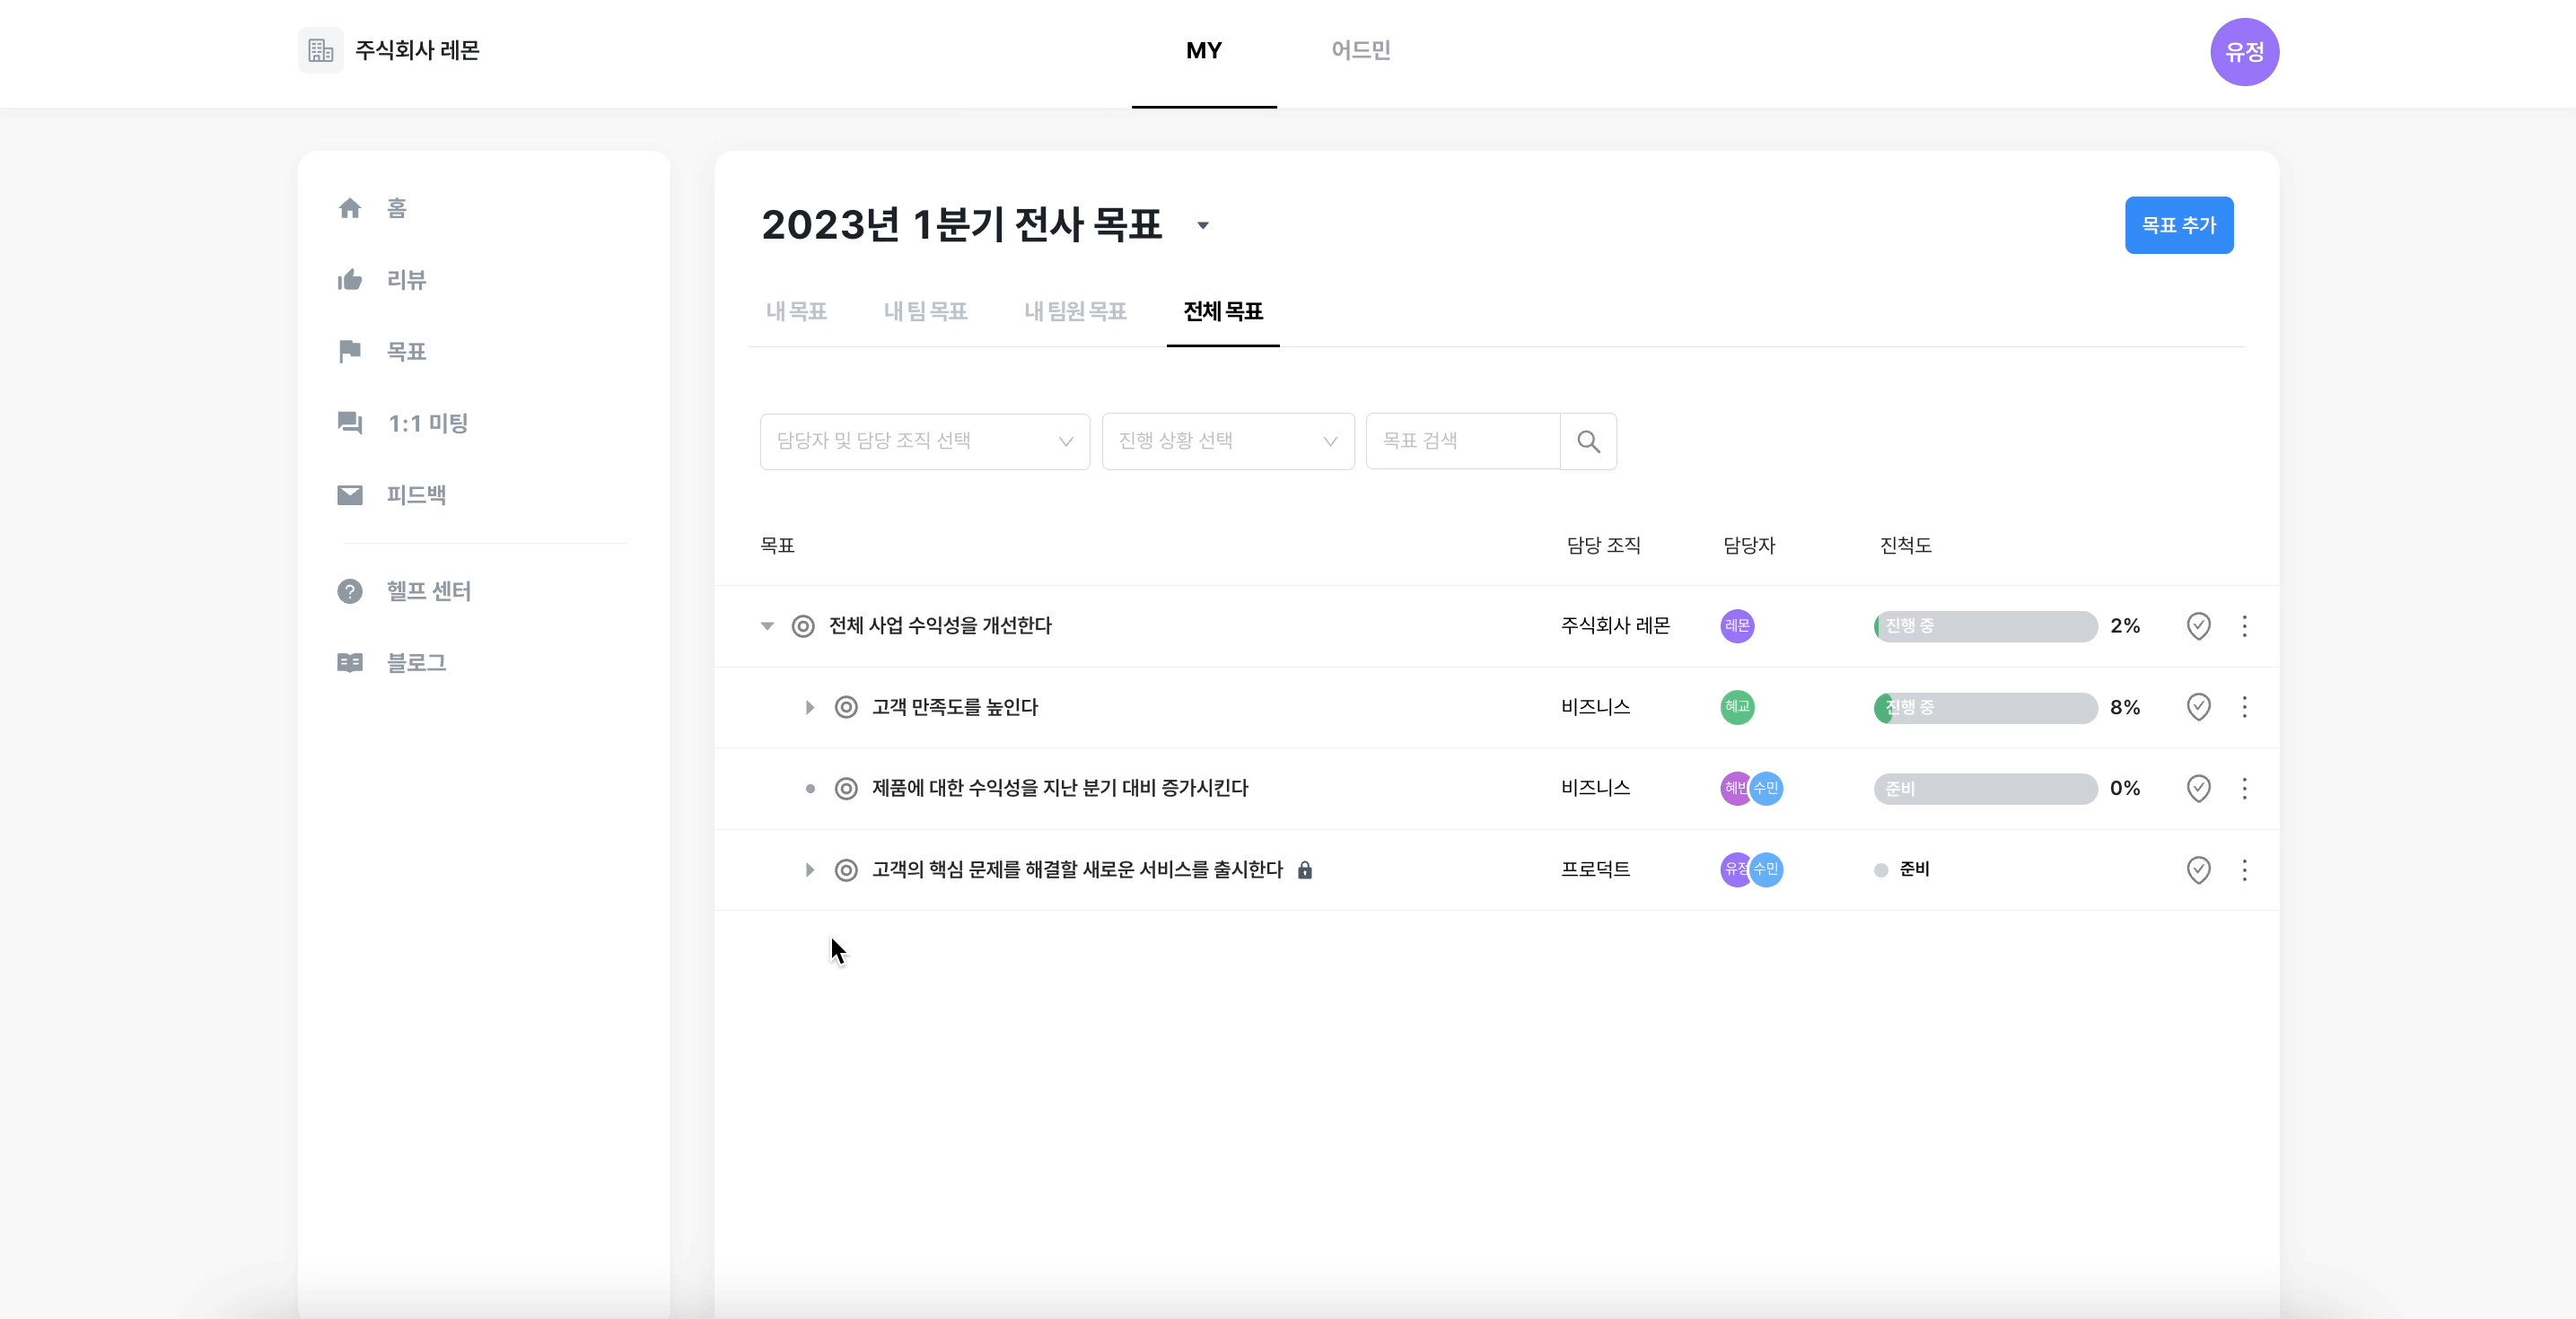 주식회사 레몬
MY
어드민
유정
홈
리뷰
목표
1:1 미팅
피드백
헬프 센터
블로그
2023년 1분기 전사 목표
목표 추가
내 목표
내 팀 목표
내 팀원 목표
전체 목표
담당자 및 담당 조직 선택
진행 상황 선택
목표 검색
목표
담당 조직
담당자
진척도
전체 사업 수익성을 개선한다
주식회사 레몬
레몬
진행 중
2%
고객 만족도를 높인다
비즈니스
혜교
진행 중
8%
제품에 대한 수익성을 지난 분기 대비 증가시킨다
비즈니스
수민
준비
0%
고객의 핵심 문제를 해결할 새로운 서비스를 출시한다
프로덕트
유정
수민
준비